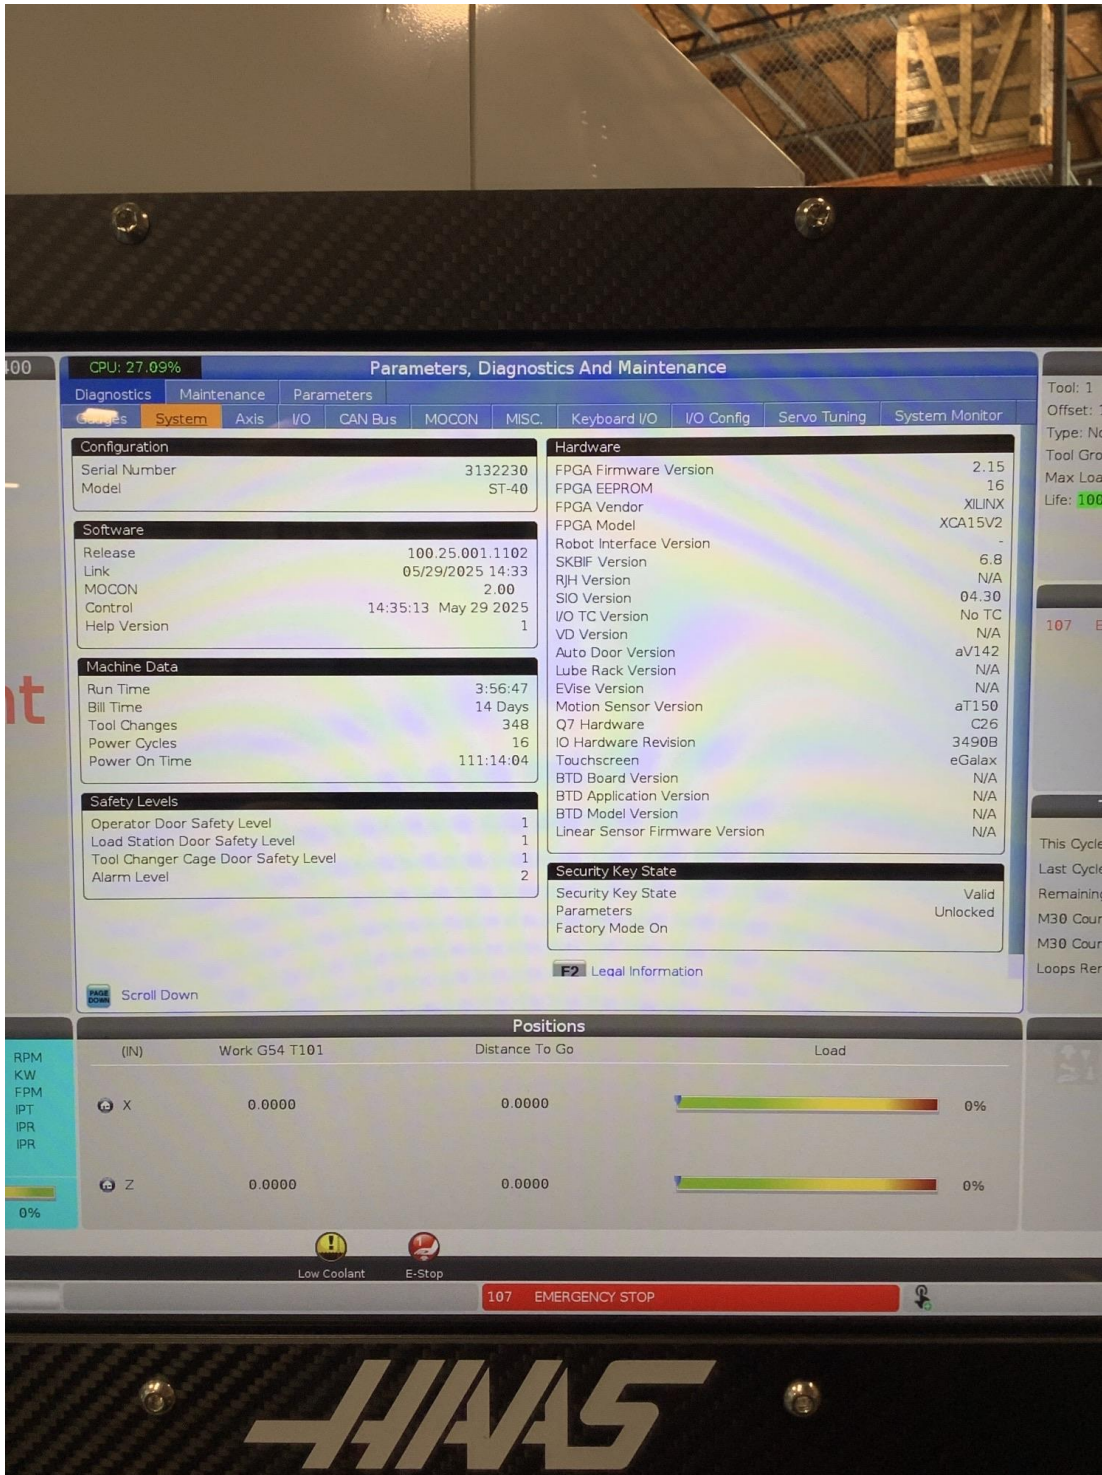 400
CPU: 27.09%
Parameters, Diagnostics And Maintenance
Diagnostics Maintenance Parameters
Gauges System Axis I/O CAN Bus MOCON MISC. Keyboard I/O I/O Config Servo Tuning System Monitor
Configuration
Serial Number 3132230
Model ST-40
Software
Release 100.25.001.1102
Link 05/29/2025 14:33
MOCON 2.00
Control 14:35:13 May 29 2025
Help Version 1
Machine Data
Run Time 3:56:47
Bill Time 14 Days
Tool Changes 348
Power Cycles 16
Power On Time 111:14:04
Safety Levels
Operator Door Safety Level 1
Load Station Door Safety Level 1
Tool Changer Cage Door Safety Level 1
Alarm Level 2
PAGE DOWN Scroll Down
Hardware
FPGA Firmware Version 2.15
FPGA EEPROM 16
FPGA Vendor XILINX
FPGA Model XCA15V2
Robot Interface Version -
SKBIF Version 6.8
RJH Version N/A
SIO Version 04.30
I/O TC Version No TC
VD Version N/A
Auto Door Version aV142
Lube Rack Version N/A
EVise Version N/A
Motion Sensor Version aT150
Q7 Hardware C26
IO Hardware Revision 3490B
Touchscreen eGalax
BTD Board Version N/A
BTD Application Version N/A
BTD Model Version N/A
Linear Sensor Firmware Version N/A
Security Key State
Security Key State Valid
Parameters Unlocked
Factory Mode On
F2 Legal Information
nt
Tool: 1
Offset:
Type: No
Tool Gro
Max Loa
Life: 100
107 E
This Cycle
Last Cycle
Remaining
M30 Coun
M30 Coun
Loops Rem
RPM
KW
FPM
IPT
IPR
IPR
0%
Positions
(IN) Work G54 T101 Distance To Go Load
X 0.0000 0.0000 0%
Z 0.0000 0.0000 0%
Low Coolant E-Stop
107 EMERGENCY STOP
HAAS